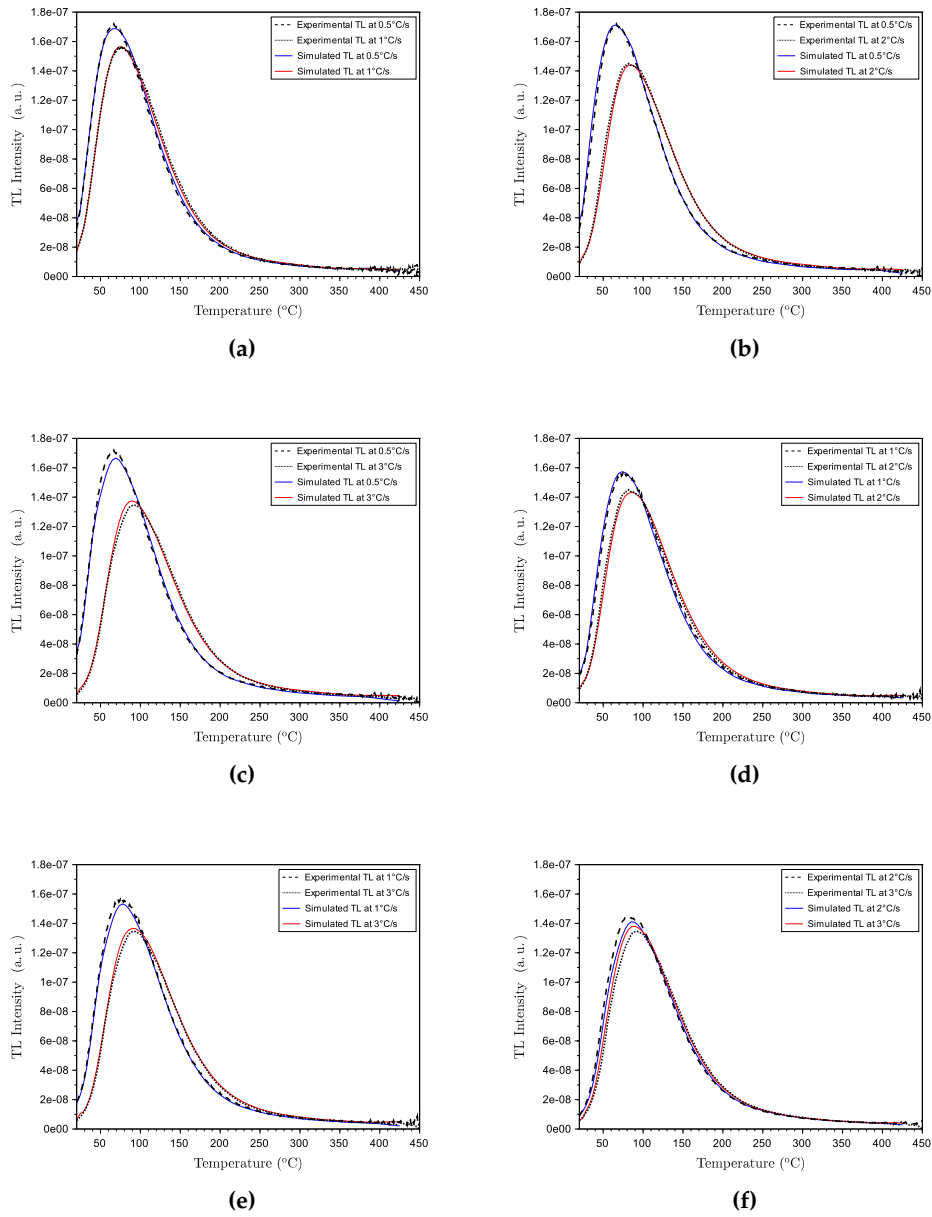 1.8e-07
1.6e-07
1.4e-07
1.2e-07
1e-07
8e-08
6e-08
4e-08
2e-08
0e00
TL Intensity (a. u.)
Experimental TL at 0.5°C/s
Experimental TL at 1°C/s
Simulated TL at 0.5°C/s
Simulated TL at 1°C/s
50 100 150 200 250 300 350 400 450
Temperature (°C)
(a)
1.8e-07
1.6e-07
1.4e-07
1.2e-07
1e-07
8e-08
6e-08
4e-08
2e-08
0e00
TL Intensity (a. u.)
Experimental TL at 0.5°C/s
Experimental TL at 2°C/s
Simulated TL at 0.5°C/s
Simulated TL at 2°C/s
50 100 150 200 250 300 350 400 450
Temperature (°C)
(b)
1.8e-07
1.6e-07
1.4e-07
1.2e-07
1e-07
8e-08
6e-08
4e-08
2e-08
0e00
TL Intensity (a. u.)
Experimental TL at 0.5°C/s
Experimental TL at 3°C/s
Simulated TL at 0.5°C/s
Simulated TL at 3°C/s
50 100 150 200 250 300 350 400 450
Temperature (°C)
(c)
1.8e-07
1.6e-07
1.4e-07
1.2e-07
1e-07
8e-08
6e-08
4e-08
2e-08
0e00
TL Intensity (a. u.)
Experimental TL at 1°C/s
Experimental TL at 2°C/s
Simulated TL at 1°C/s
Simulated TL at 2°C/s
50 100 150 200 250 300 350 400 450
Temperature (°C)
(d)
1.8e-07
1.6e-07
1.4e-07
1.2e-07
1e-07
8e-08
6e-08
4e-08
2e-08
0e00
TL Intensity (a. u.)
Experimental TL at 1°C/s
Experimental TL at 3°C/s
Simulated TL at 1°C/s
Simulated TL at 3°C/s
50 100 150 200 250 300 350 400 450
Temperature (°C)
(e)
1.8e-07
1.6e-07
1.4e-07
1.2e-07
1e-07
8e-08
6e-08
4e-08
2e-08
0e00
TL Intensity (a. u.)
Experimental TL at 2°C/s
Experimental TL at 3°C/s
Simulated TL at 2°C/s
Simulated TL at 3°C/s
50 100 150 200 250 300 350 400 450
Temperature (°C)
(f)